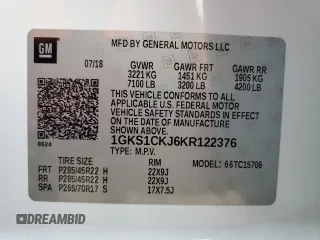 GM
MFD BY GENERAL MOTORS LLC
07/18
GVWR GAWR FRT GAWR RR
3221 KG 1451 KG 1905 KG
7100 LB 3200 LB 4200 LB
THIS VEHICLE CONFORMS TO ALL APPLICABLE
U.S. FEDERAL MOTOR
VEHICLE SAFETY STANDARDS IN EFFECT ON THE
DATE OF MANUFACTURE SHOWN ABOVE.
1GKS1CKJ6KR122376
TYPE: M.P.V. MODEL: 66TC15706
TIRE SIZE RIM
FRT P285/45R22 H 22X9J
RR P285/45R22 H 22X9J
SPA P265/70R17 S 17X7.5J
DREAMBID